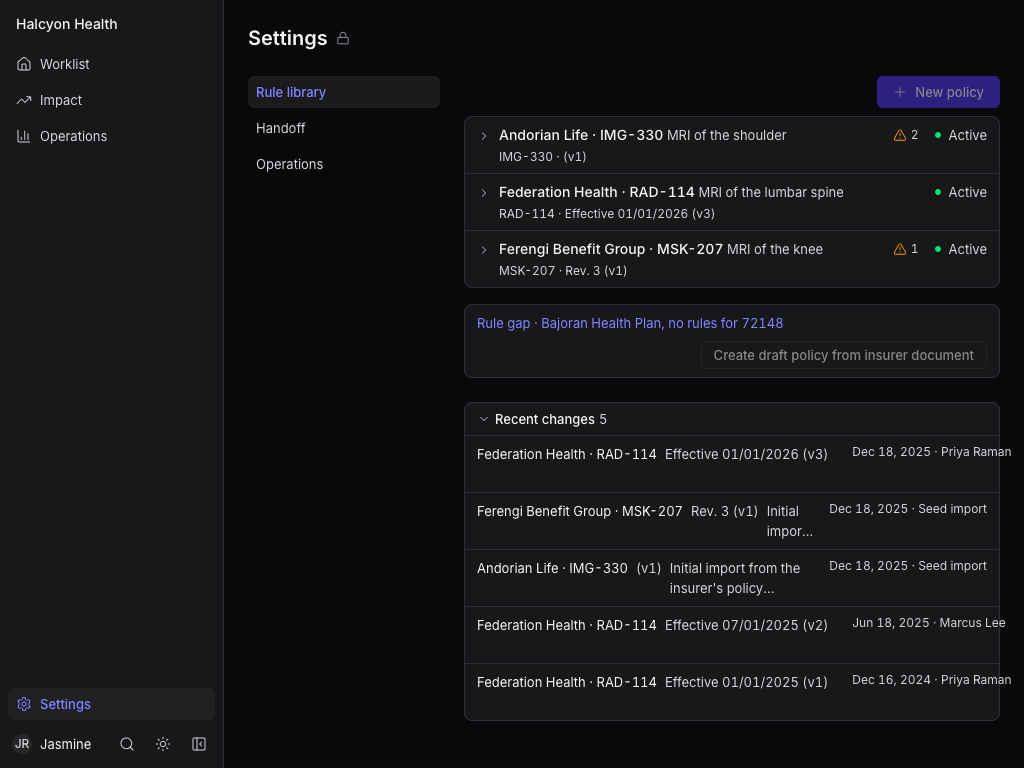 Halcyon Health
Worklist
Impact
Operations
Settings
JR Jasmine
Settings
Rule library
Handoff
Operations
New policy
Andorian Life · IMG-330 MRI of the shoulder 2 Active
IMG-330 · (v1)
Federation Health · RAD-114 MRI of the lumbar spine Active
RAD-114 · Effective 01/01/2026 (v3)
Ferengi Benefit Group · MSK-207 MRI of the knee 1 Active
MSK-207 · Rev. 3 (v1)
Rule gap · Bajoran Health Plan, no rules for 72148
Create draft policy from insurer document
Recent changes 5
Federation Health · RAD-114 Effective 01/01/2026 (v3) Dec 18, 2025 · Priya Raman
Ferengi Benefit Group · MSK-207 Rev. 3 (v1) Initial Dec 18, 2025 · Seed import
impor...
Andorian Life · IMG-330 (v1) Initial import from the Dec 18, 2025 · Seed import
insurer's policy...
Federation Health · RAD-114 Effective 07/01/2025 (v2) Jun 18, 2025 · Marcus Lee
Federation Health · RAD-114 Effective 01/01/2025 (v1) Dec 16, 2024 · Priya Raman